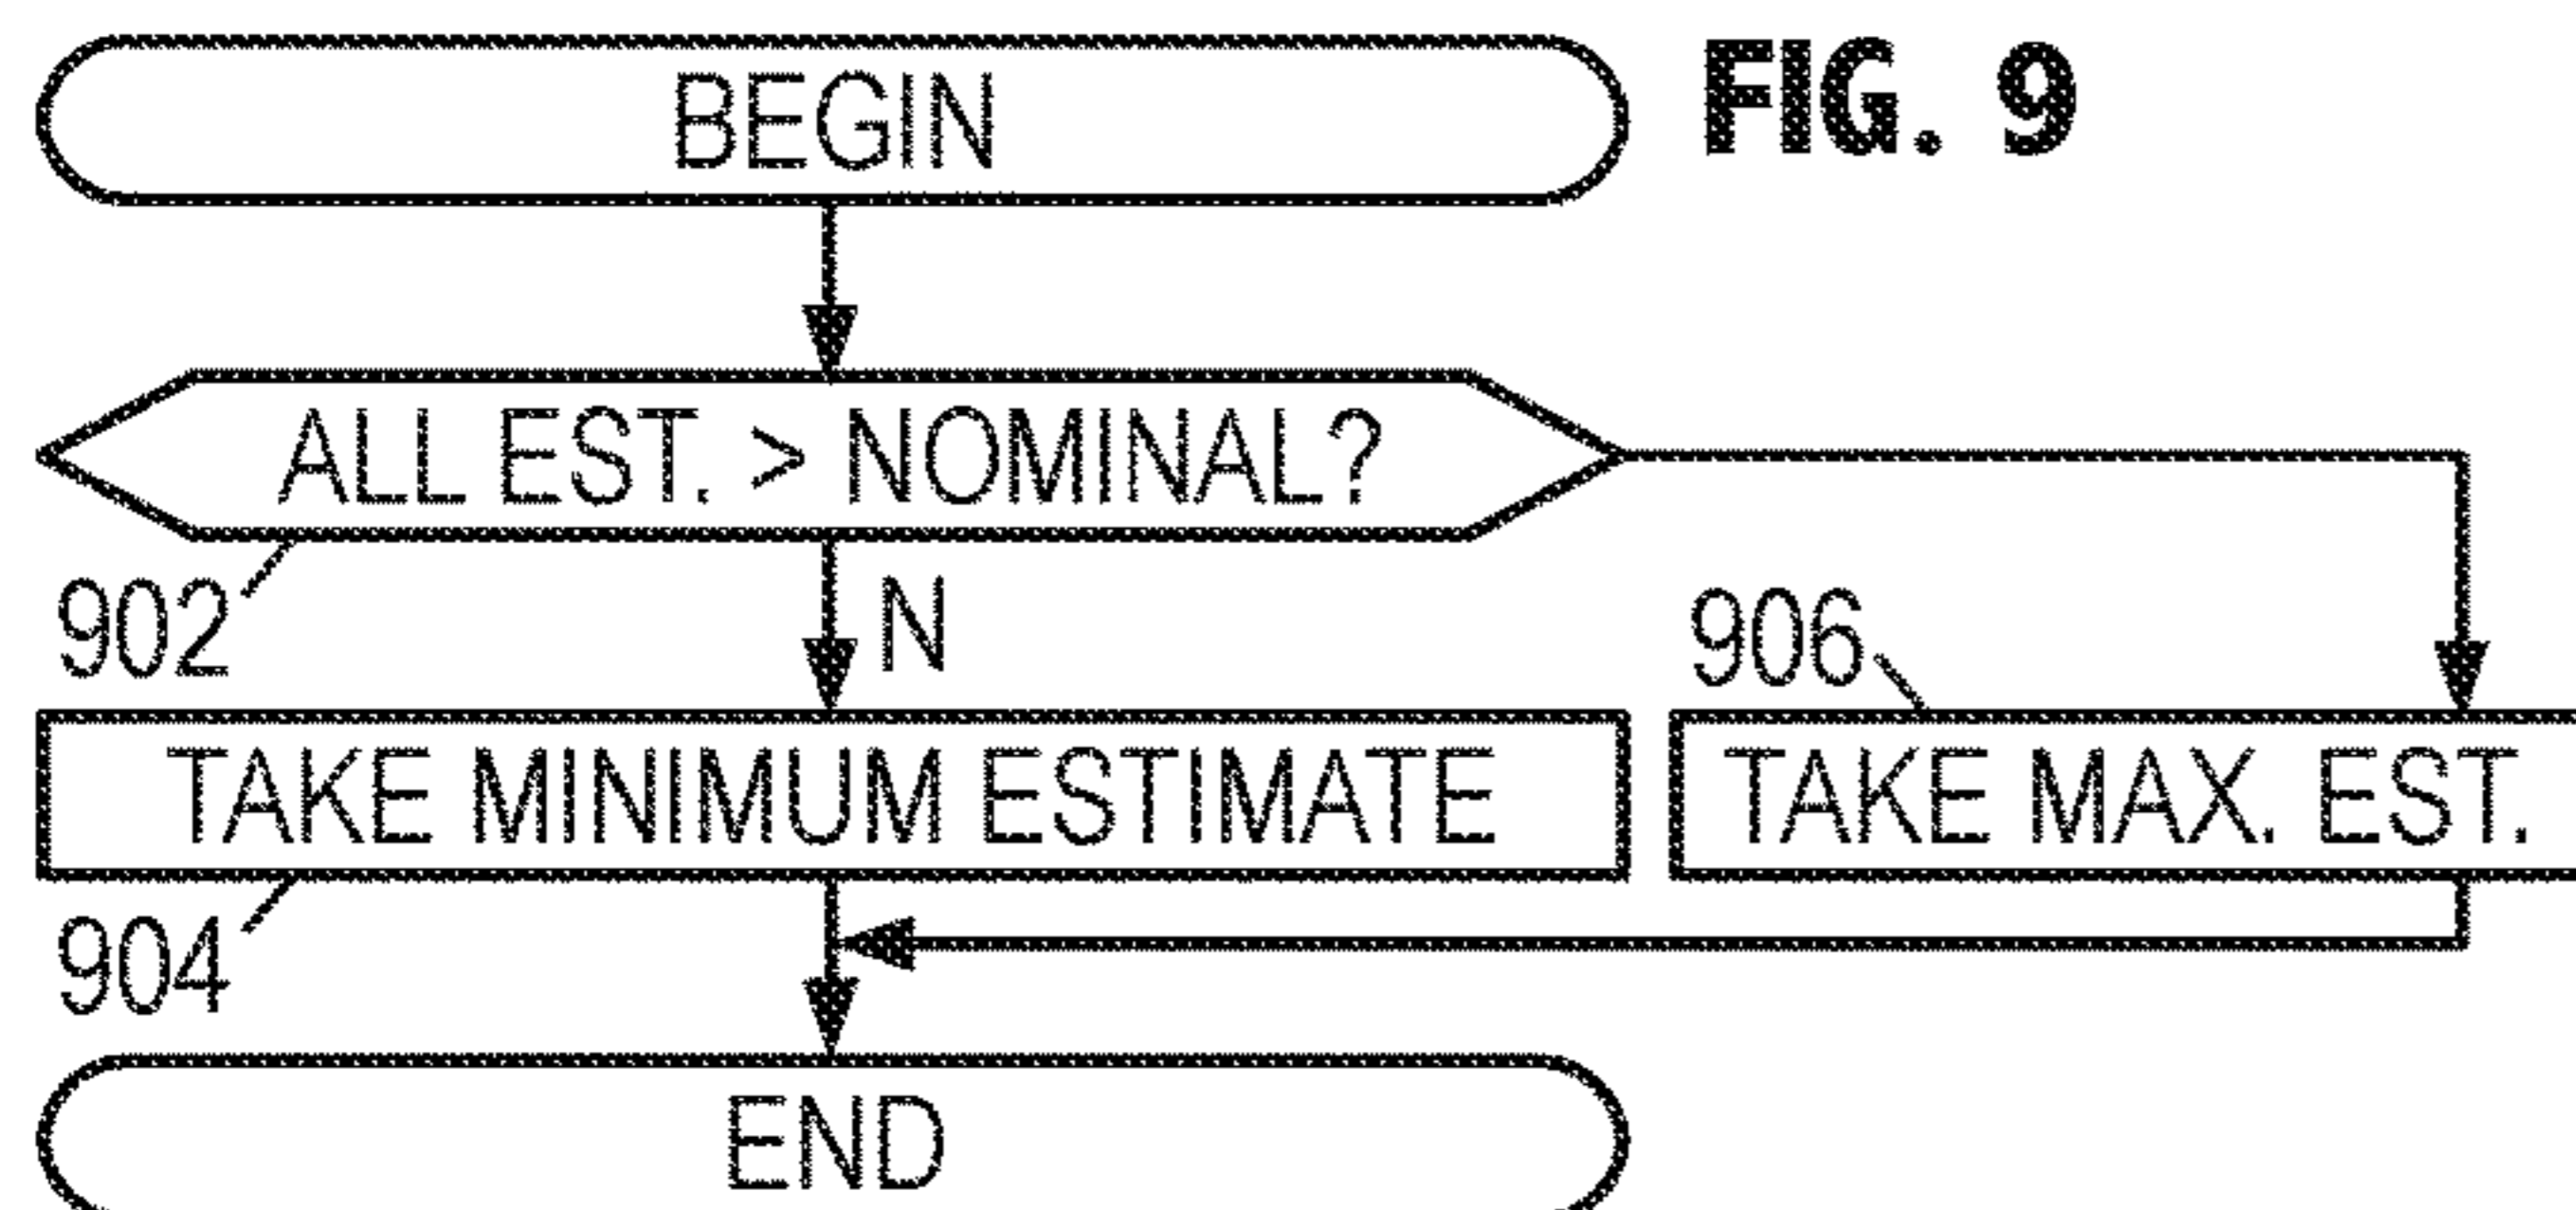 BEGIN
FIG. 9
ALL EST. > NOMINAL?
902
N
906
TAKE MINIMUM ESTIMATE
TAKE MAX. EST.
904
END